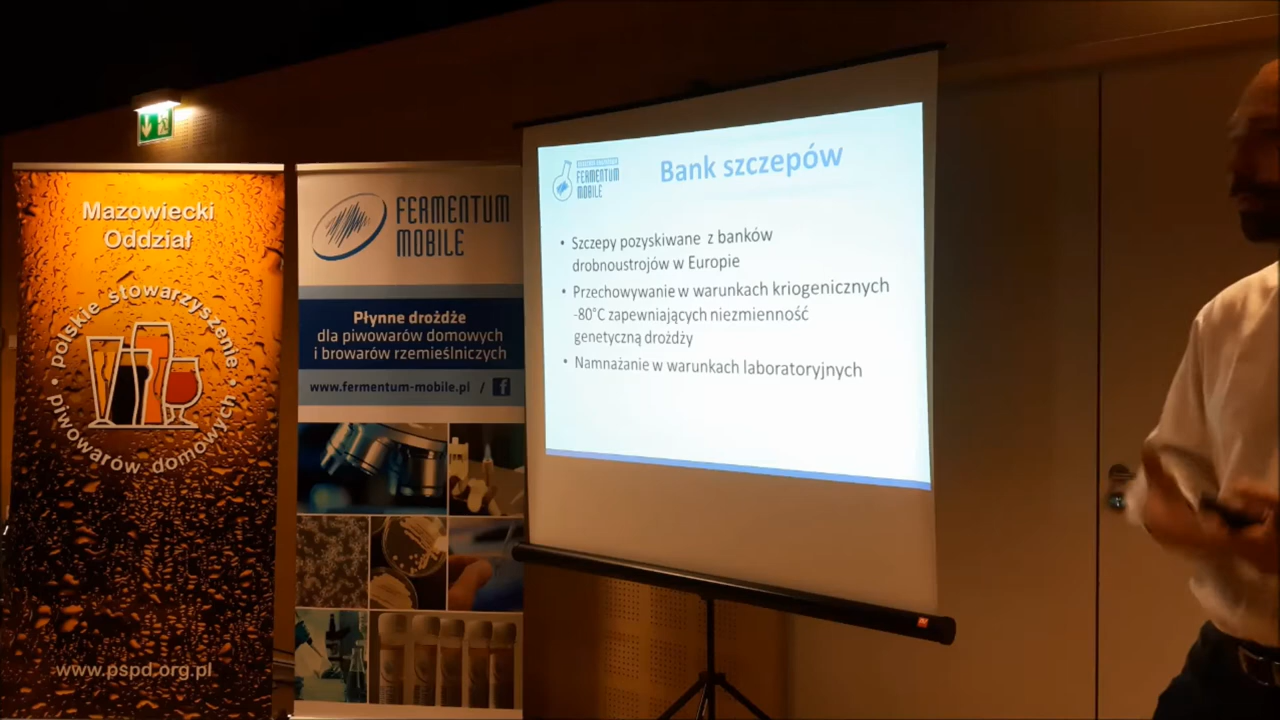 Mazowiecki
Oddział
polskie stowarzyszenie
piwowarów domowych
www.pspd.org.pl
FERMENTUM
MOBILE
Płynne drożdże
dla piwowarów domowych
i browarów rzemieślniczych
www.fermentum-mobile.pl / f
FERMENTUM
MOBILE
Bank szczepów
• Szczepy pozyskiwane z banków
drobnoustrojów w Europie
• Przechowywanie w warunkach kriogenicznych
-80°C zapewniających niezmienność
genetyczną drożdży
• Namnażanie w warunkach laboratoryjnych